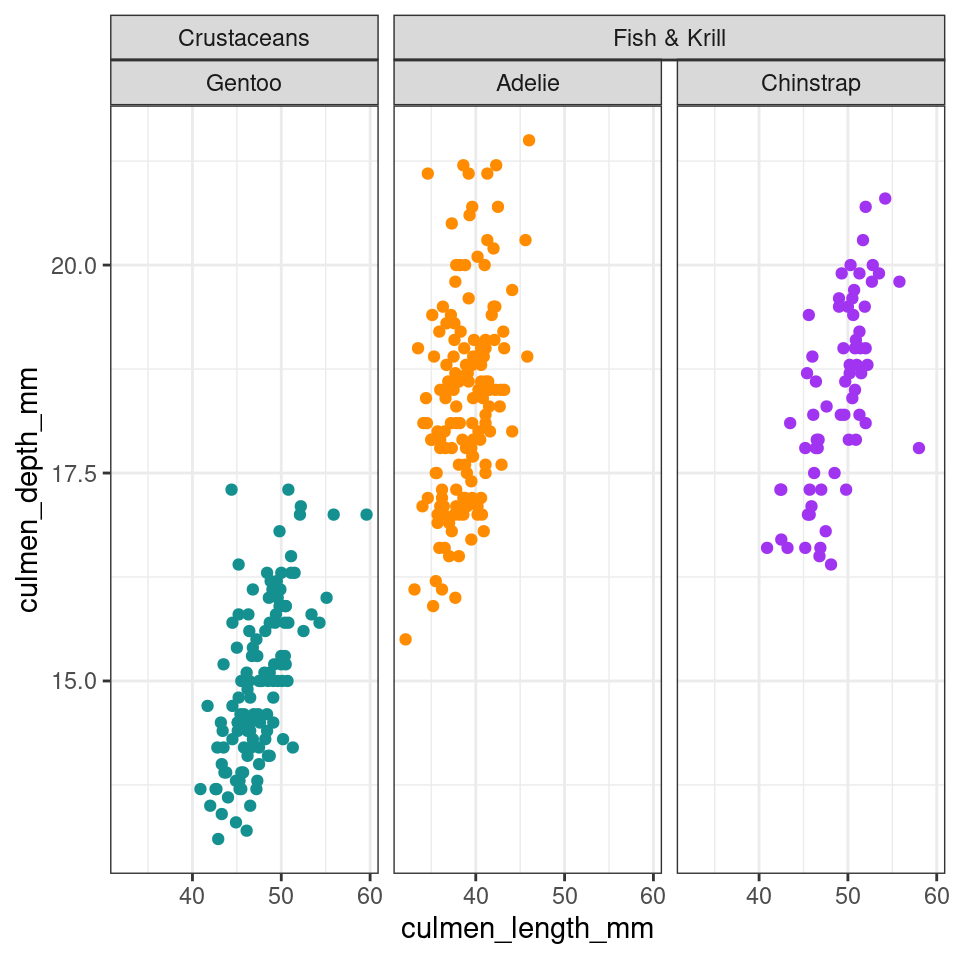 Crustaceans
Fish & Krill
Gentoo
Adelie
Chinstrap
culmen_depth_mm
20.0
17.5
15.0
40 50 60
40 50 60
40 50 60
culmen_length_mm